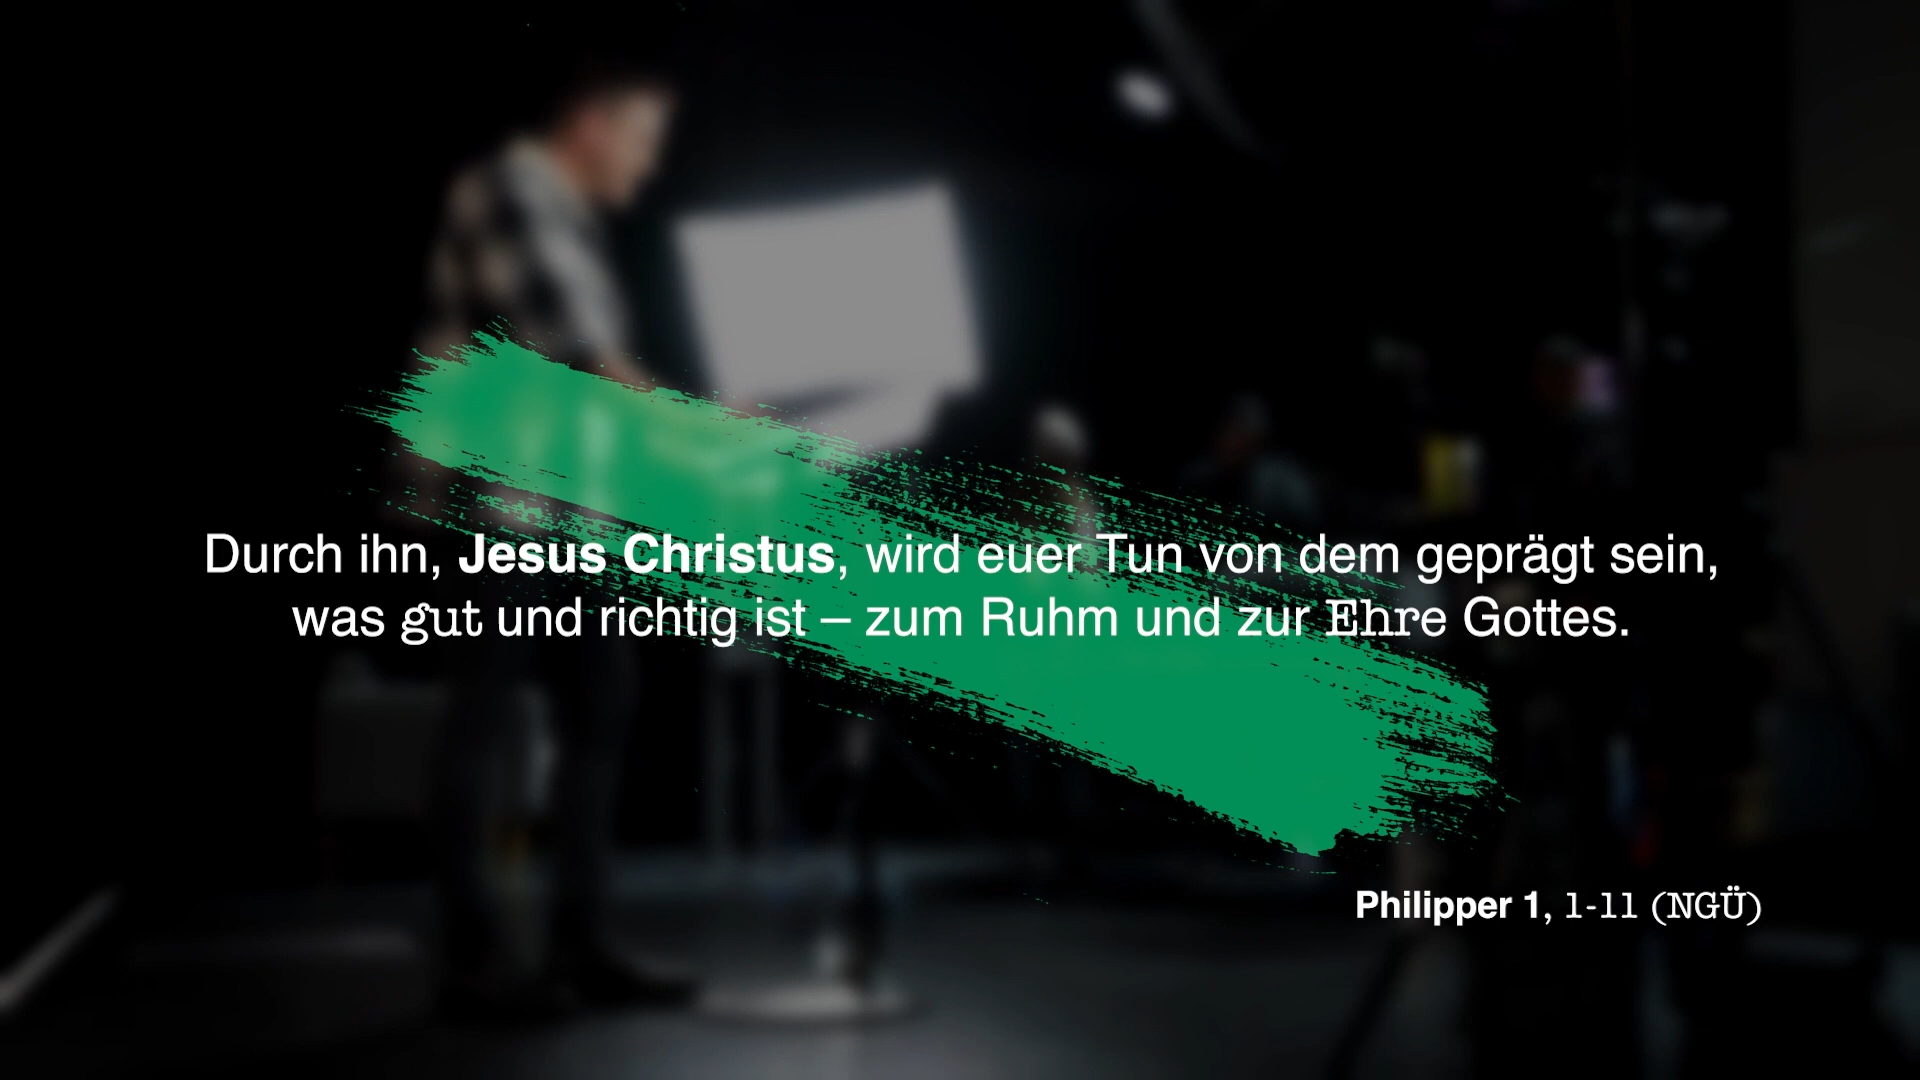 Durch ihn, Jesus Christus, wird euer Tun von dem geprägt sein,
was gut und richtig ist – zum Ruhm und zur Ehre Gottes.
Philipper 1, 1-11 (NGÜ)